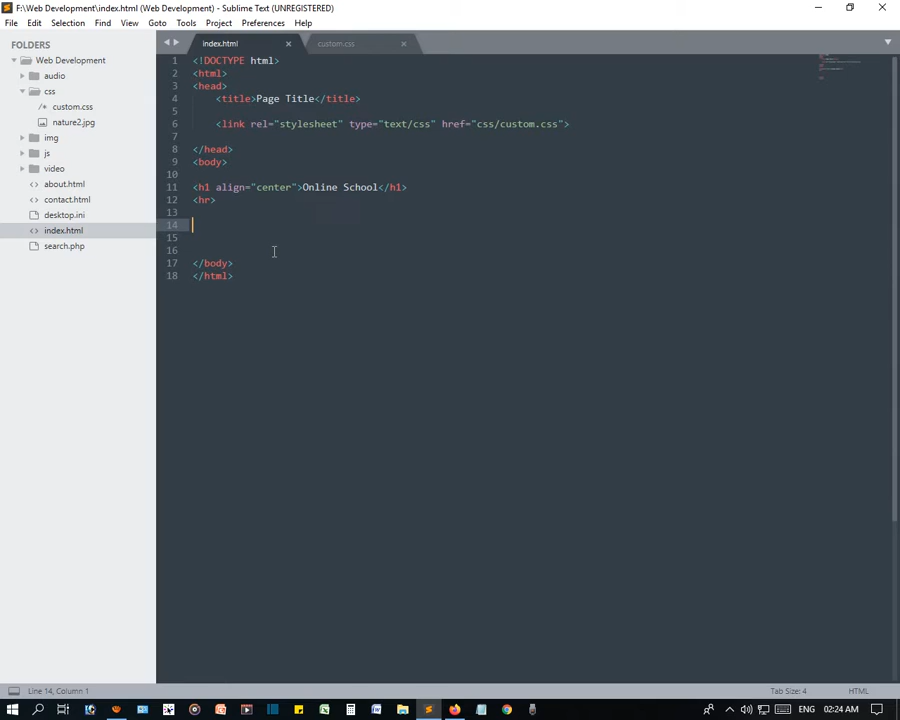 F:\Web Development\index.html (Web Development) - Sublime Text (UNREGISTERED)
File Edit Selection Find View Goto Tools Project Preferences Help
FOLDERS
Web Development
audio
css
custom.css
nature2.jpg
img
js
video
about.html
contact.html
desktop.ini
index.html
search.php
index.html custom.css
1 <!DOCTYPE html>
2 <html>
3 <head>
4 <title>Page Title</title>
5
6 <link rel="stylesheet" type="text/css" href="css/custom.css">
7
8 </head>
9 <body>
10
11 <h1 align="center">Online School</h1>
12 <hr>
13
14
15
16
17 </body>
18 </html>
Line 14, Column 1 Tab Size: 4 HTML
ENG 02:24 AM